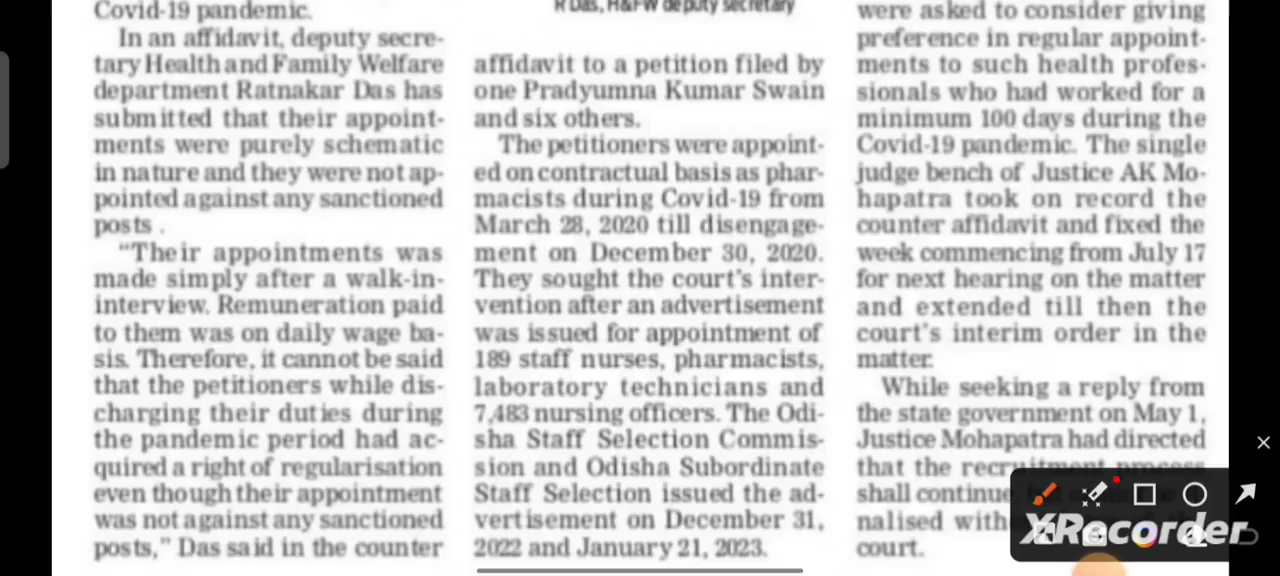 Covid-19 pandemic.
In an affidavit, deputy secre-
tary Health and Family Welfare
department Ratnakar Das has
submitted that their appoint-
ments were purely schematic
in nature and they were not ap-
pointed against any sanctioned
posts .
"Their appointments was
made simply after a walk-in-
interview. Remuneration paid
to them was on daily wage ba-
sis. Therefore, it cannot be said
that the petitioners while dis-
charging their duties during
the pandemic period had ac-
quired a right of regularisation
even though their appointment
was not against any sanctioned
posts," Das said in the counter
R Das, H&FW deputy secretary
affidavit to a petition filed by
one Pradyumna Kumar Swain
and six others.
The petitioners were appoint-
ed on contractual basis as phar-
macists during Covid-19 from
March 28, 2020 till disengage-
ment on December 30, 2020.
They sought the court's inter-
vention after an advertisement
was issued for appointment of
189 staff nurses, pharmacists,
laboratory technicians and
7,483 nursing officers. The Odi-
sha Staff Selection Commis-
sion and Odisha Subordinate
Staff Selection issued the ad-
vertisement on December 31,
2022 and January 21, 2023.
were asked to consider giving
preference in regular appoint-
ments to such health profes-
sionals who had worked for a
minimum 100 days during the
Covid-19 pandemic. The single
judge bench of Justice AK Mo-
hapatra took on record the
counter affidavit and fixed the
week commencing from July 17
for next hearing on the matter
and extended till then the
court's interim order in the
matter.
While seeking a reply from
the state government on May 1,
Justice Mohapatra had directed
that the recruitment process
shall continue
nalised with
court.
XRecorder